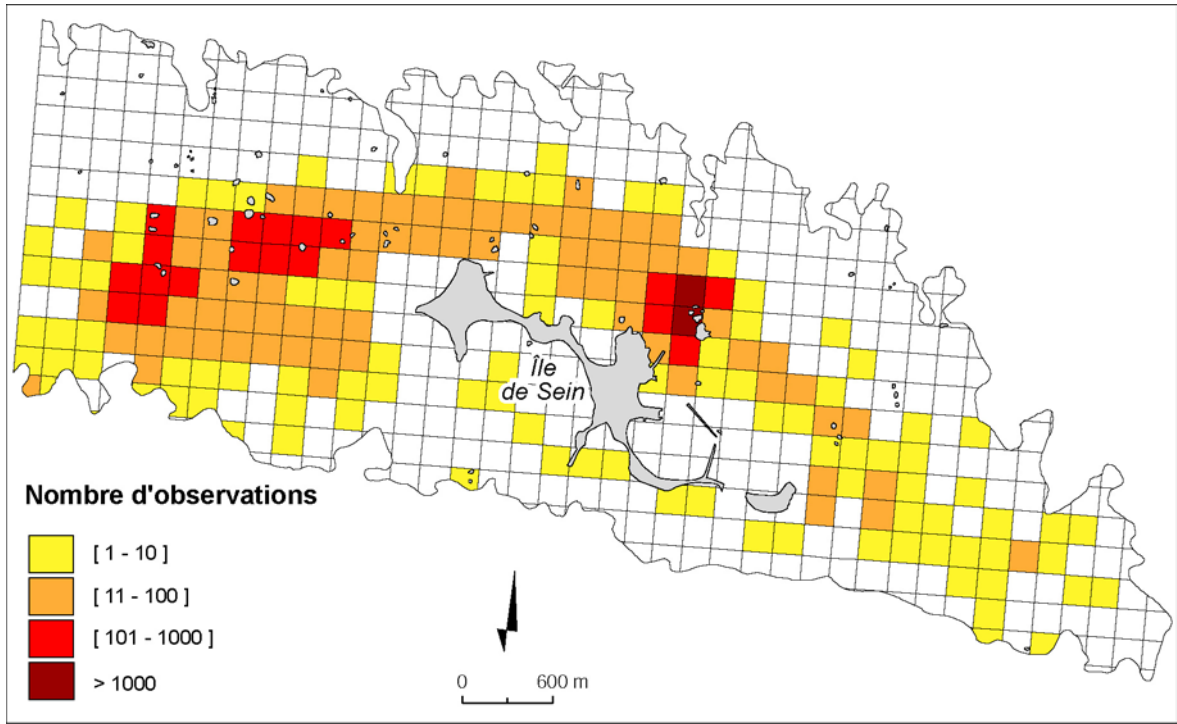 Île
de Sein
Nombre d'observations
[ 1 - 10 ]
[ 11 - 100 ]
[ 101 - 1000 ]
> 1000
0 600 m